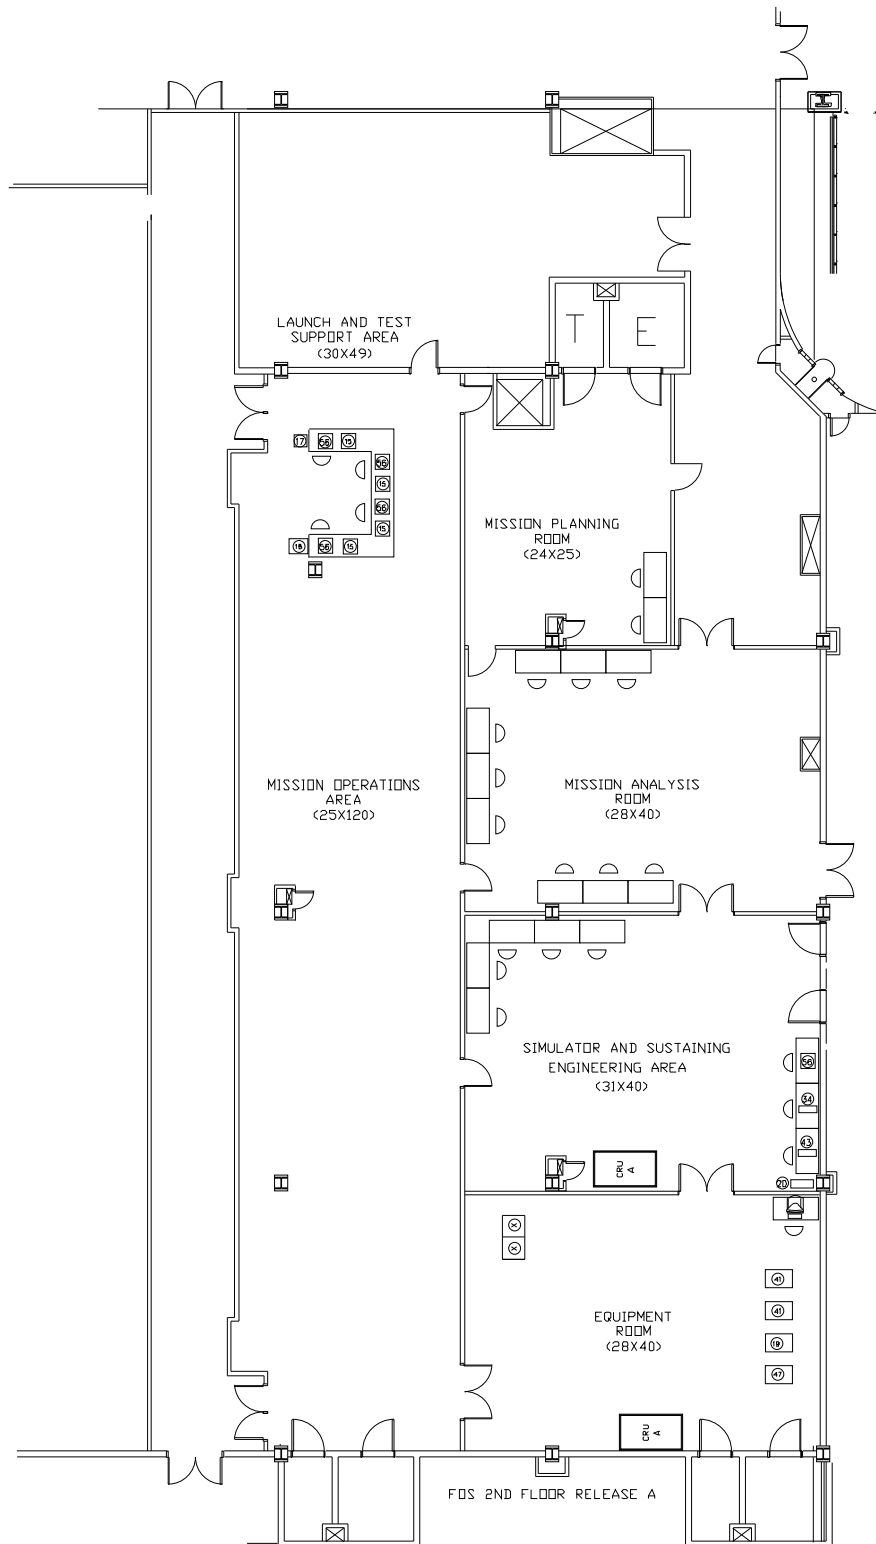 LAUNCH AND TEST
SUPPORT AREA
(30X49)
T
E
17
56
15
56
15
56
15
18
56
15
MISSION PLANNING
ROOM
(24X25)
MISSION OPERATIONS
AREA
(25X120)
MISSION ANALYSIS
ROOM
(28X40)
SIMULATOR AND SUSTAINING
ENGINEERING AREA
(31X40)
56
34
43
20
CRU
A
X
X
41
41
19
47
EQUIPMENT
ROOM
(28X40)
CRU
A
FOS 2ND FLOOR RELEASE A